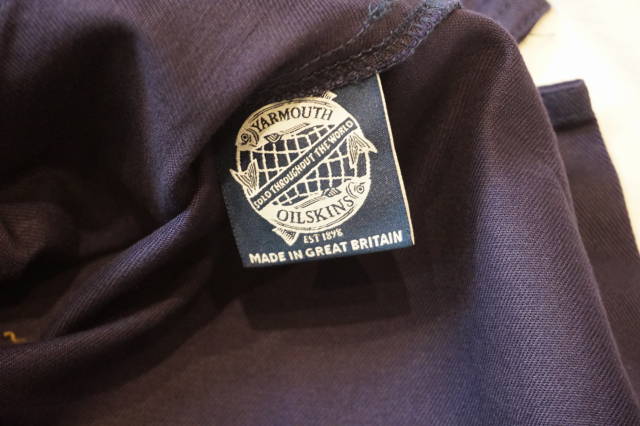 YARMOUTH
SOLD THROUGHOUT THE WORLD
OILSKINS
EST 1898
MADE IN GREAT BRITAIN